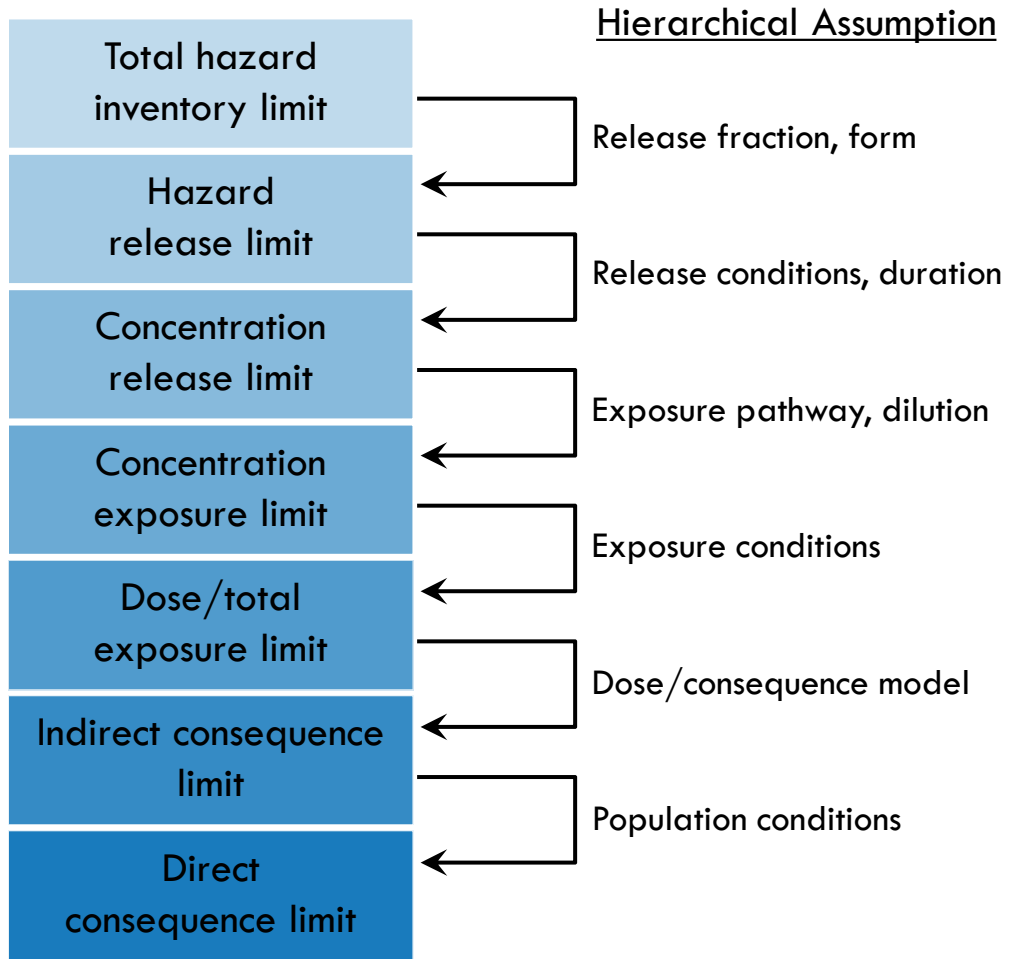 Hierarchical Assumption
Total hazard
inventory limit
Release fraction, form
Hazard
release limit
Release conditions, duration
Concentration
release limit
Exposure pathway, dilution
Concentration
exposure limit
Exposure conditions
Dose/total
exposure limit
Dose/consequence model
Indirect consequence
limit
Population conditions
Direct
consequence limit